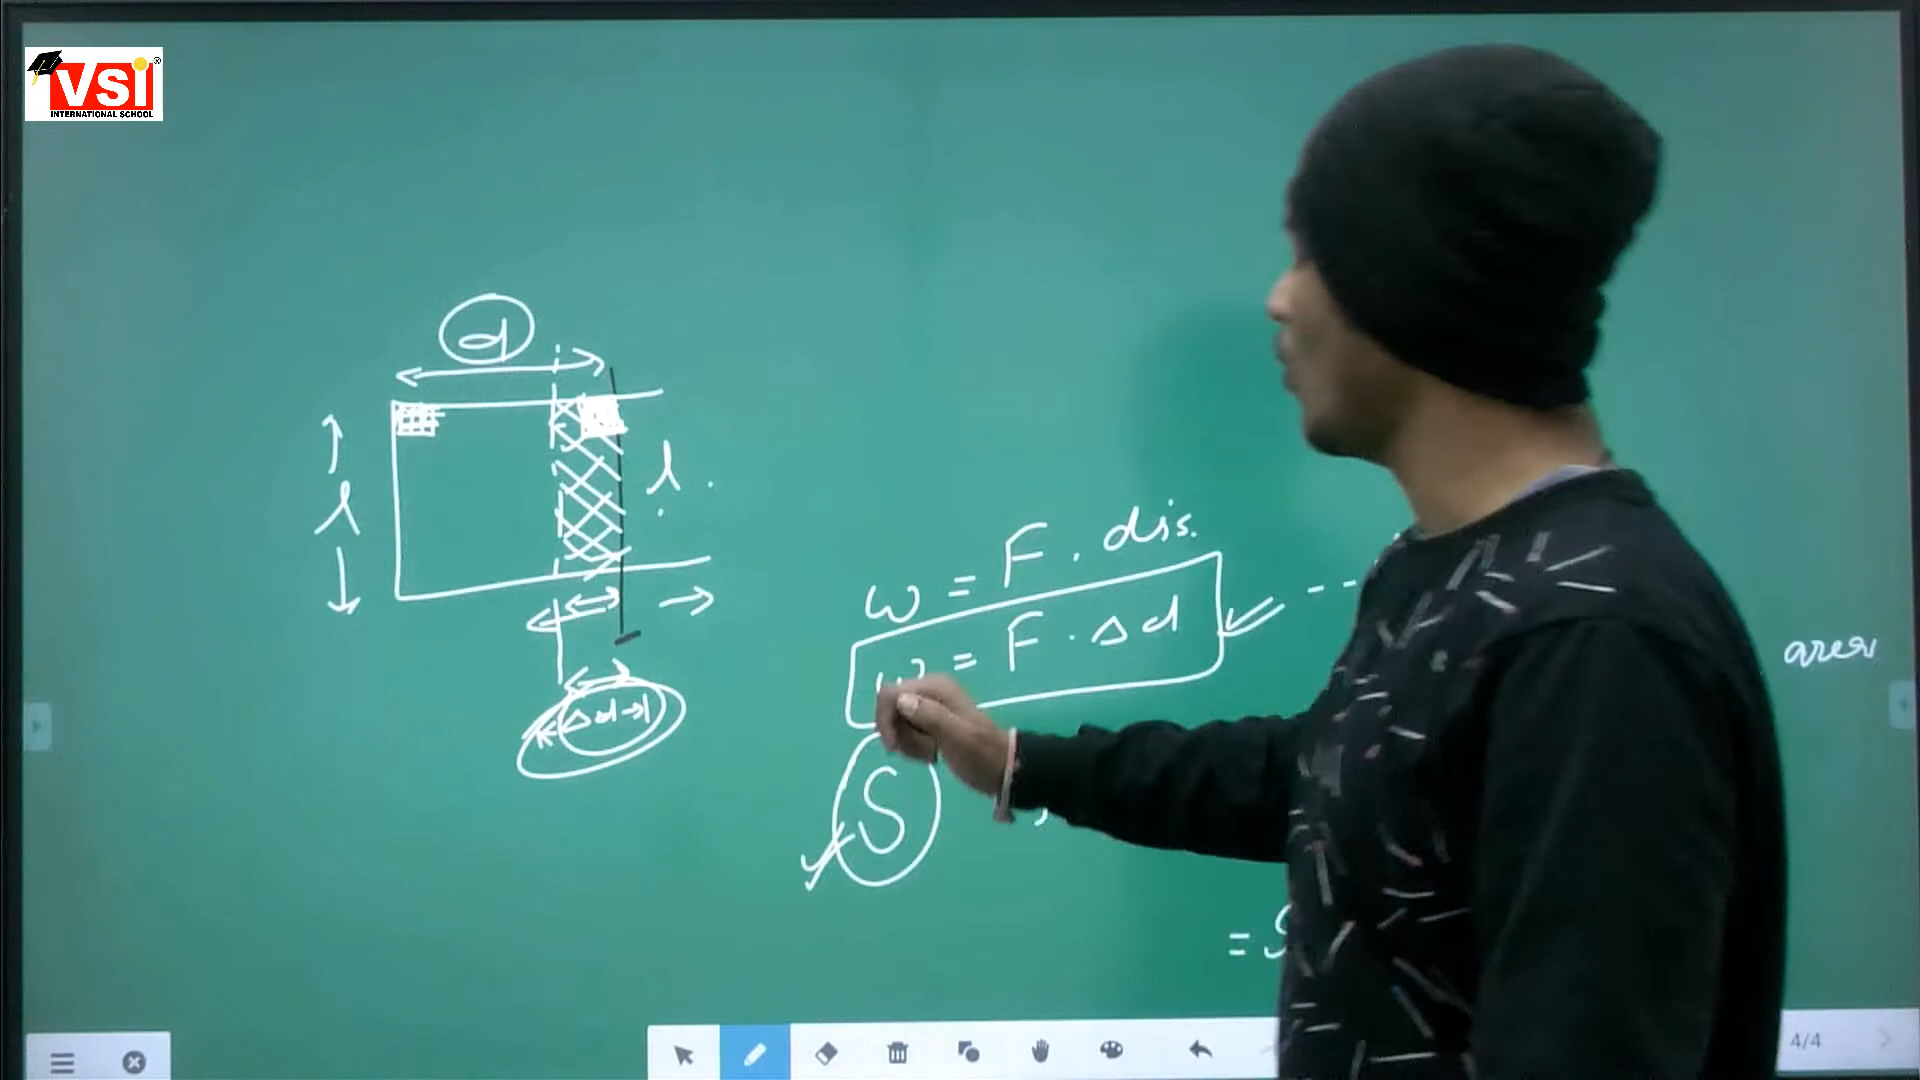 VSI
INTERNATIONAL SCHOOL
d
l
l
Δd
W = F . dis.
W = F . Δd
S
= S
area
4/4